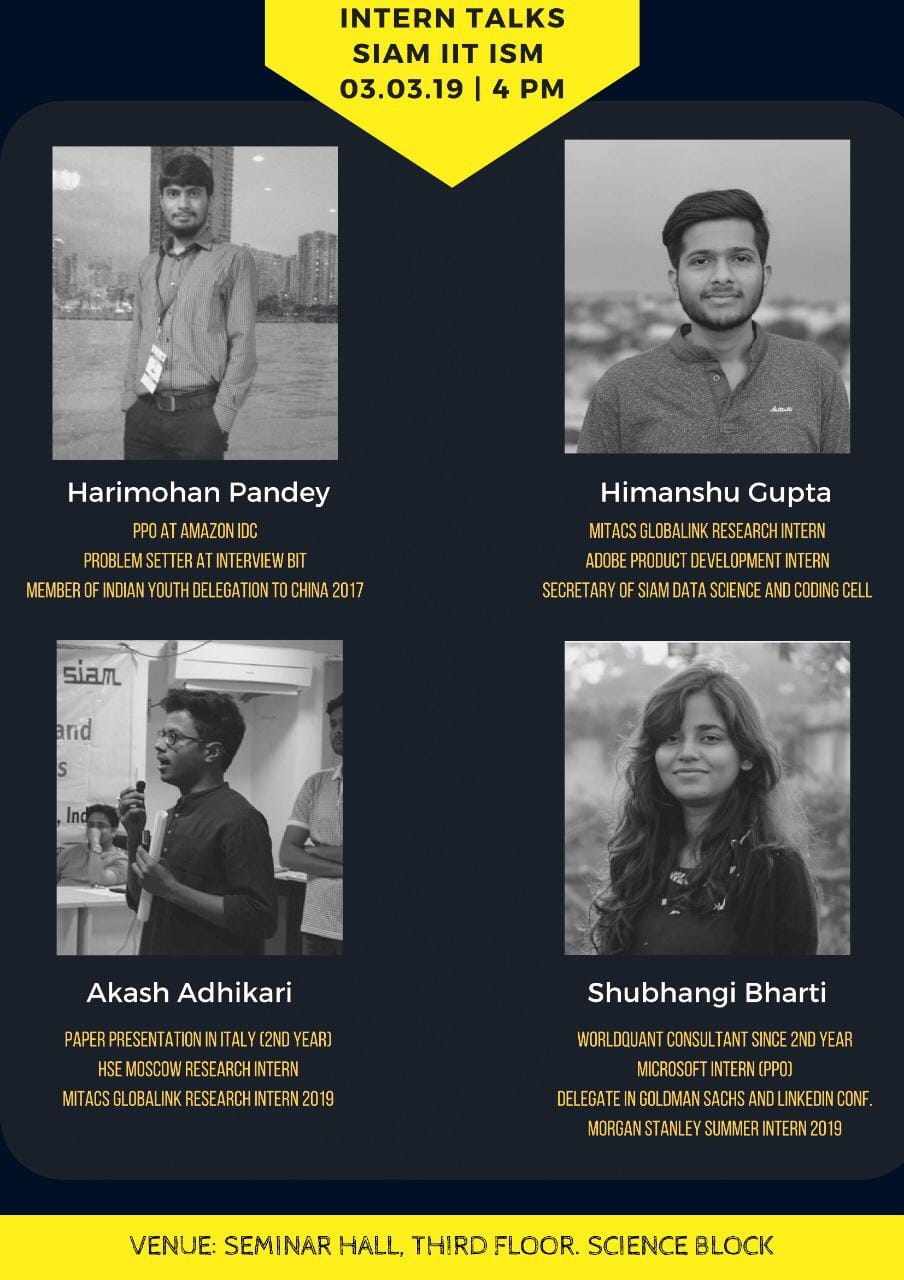 INTERN TALKS
SIAM IIT ISM
03.03.19 | 4 PM
Harimohan Pandey
PPO AT AMAZON IDC
PROBLEM SETTER AT INTERVIEW BIT
MEMBER OF INDIAN YOUTH DELEGATION TO CHINA 2017
Himanshu Gupta
MITACS GLOBALINK RESEARCH INTERN
ADOBE PRODUCT DEVELOPMENT INTERN
SECRETARY OF SIAM DATA SCIENCE AND CODING CELL
siam
and
s
, Ind
Akash Adhikari
PAPER PRESENTATION IN ITALY (2ND YEAR)
HSE MOSCOW RESEARCH INTERN
MITACS GLOBALINK RESEARCH INTERN 2019
Shubhangi Bharti
WORLDQUANT CONSULTANT SINCE 2ND YEAR
MICROSOFT INTERN (PPO)
DELEGATE IN GOLDMAN SACHS AND LINKEDIN CONF.
MORGAN STANLEY SUMMER INTERN 2019
VENUE: SEMINAR HALL, THIRD FLOOR. SCIENCE BLOCK